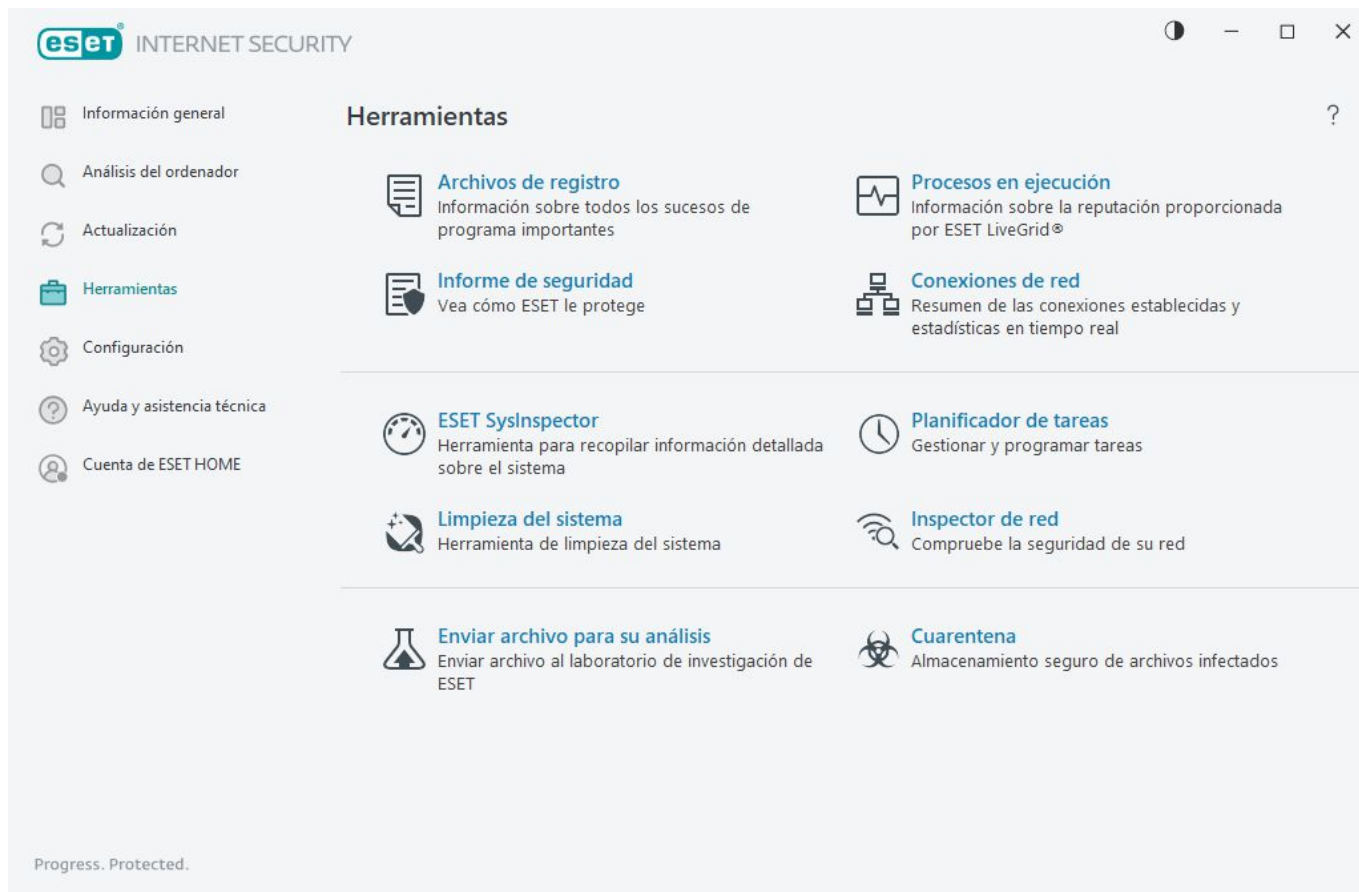 eset® INTERNET SECURITY
Información general
Análisis del ordenador
Actualización
Herramientas
Configuración
Ayuda y asistencia técnica
Cuenta de ESET HOME
Herramientas
?
Archivos de registro
Información sobre todos los sucesos de
programa importantes
Procesos en ejecución
Información sobre la reputación proporcionada
por ESET LiveGrid®
Informe de seguridad
Vea cómo ESET le protege
Conexiones de red
Resumen de las conexiones establecidas y
estadísticas en tiempo real
ESET SysInspector
Herramienta para recopilar información detallada
sobre el sistema
Planificador de tareas
Gestionar y programar tareas
Limpieza del sistema
Herramienta de limpieza del sistema
Inspector de red
Compruebe la seguridad de su red
Enviar archivo para su análisis
Enviar archivo al laboratorio de investigación de
ESET
Cuarentena
Almacenamiento seguro de archivos infectados
Progress. Protected.